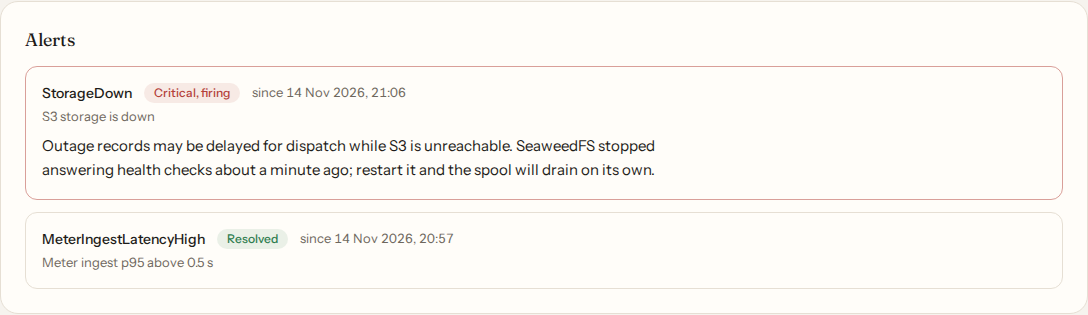 Alerts
StorageDown Critical, firing since 14 Nov 2026, 21:06
S3 storage is down
Outage records may be delayed for dispatch while S3 is unreachable. SeaweedFS stopped
answering health checks about a minute ago; restart it and the spool will drain on its own.
MeterIngestLatencyHigh Resolved since 14 Nov 2026, 20:57
Meter ingest p95 above 0.5 s